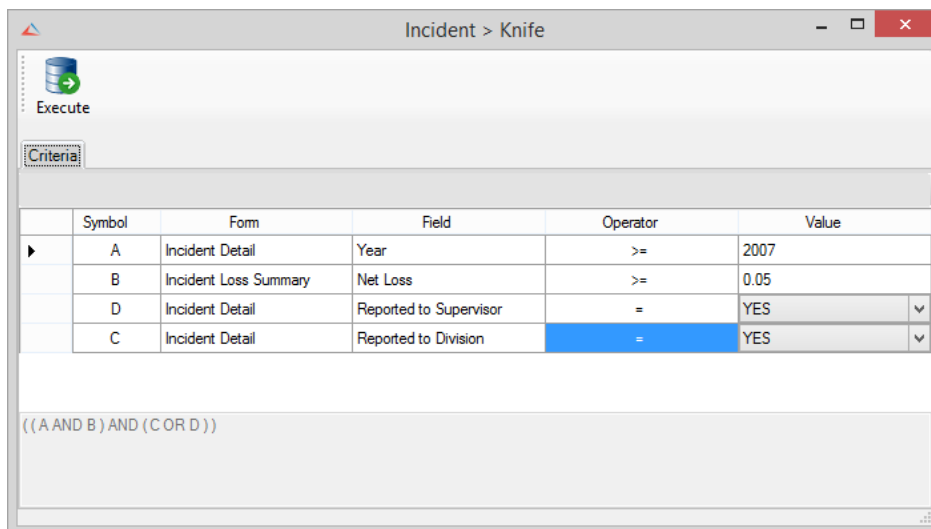 Incident > Knife
Execute
Criteria
Symbol Form Field Operator Value
A Incident Detail Year >= 2007
B Incident Loss Summary Net Loss >= 0.05
D Incident Detail Reported to Supervisor = YES
C Incident Detail Reported to Division = YES
( ( A AND B ) AND ( C OR D ) )